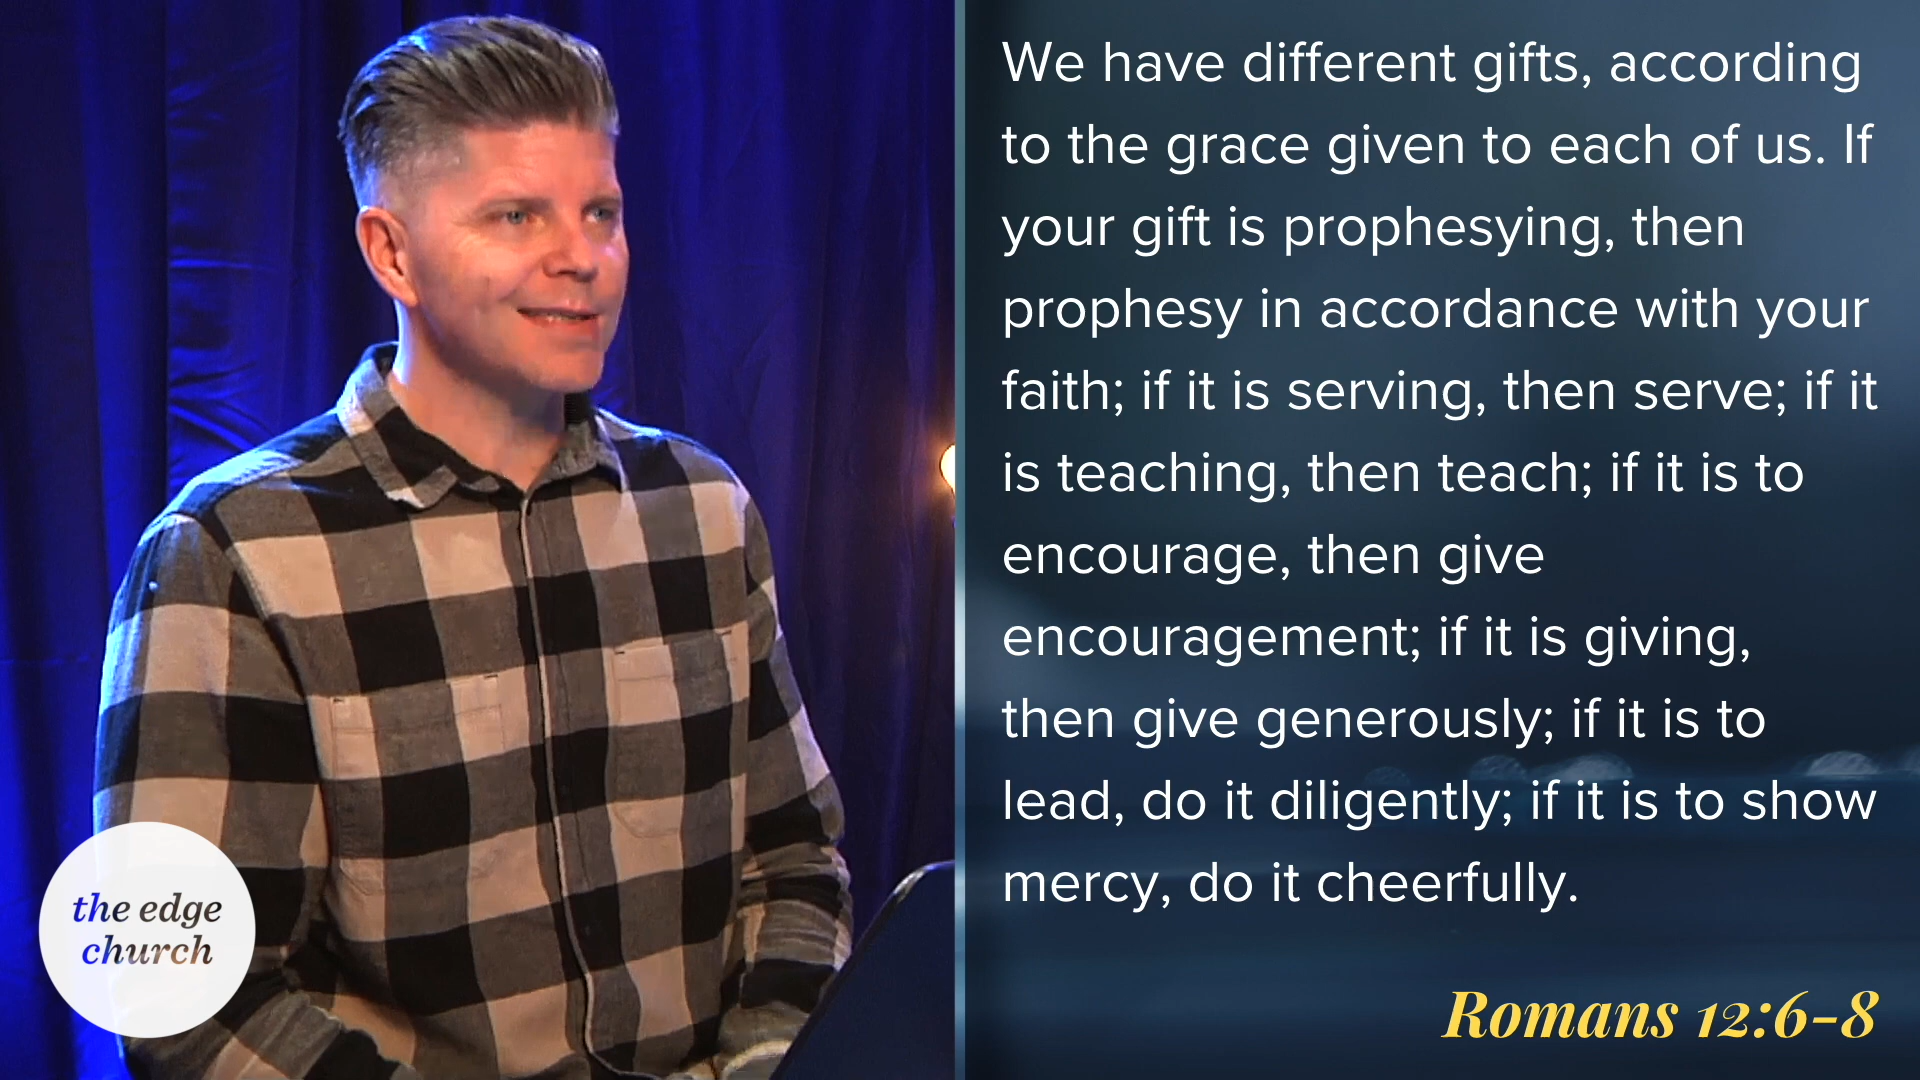 We have different gifts, according
to the grace given to each of us. If
your gift is prophesying, then
prophesy in accordance with your
faith; if it is serving, then serve; if it
is teaching, then teach; if it is to
encourage, then give
encouragement; if it is giving,
then give generously; if it is to
lead, do it diligently; if it is to show
mercy, do it cheerfully.
Romans 12:6-8
the edge
church